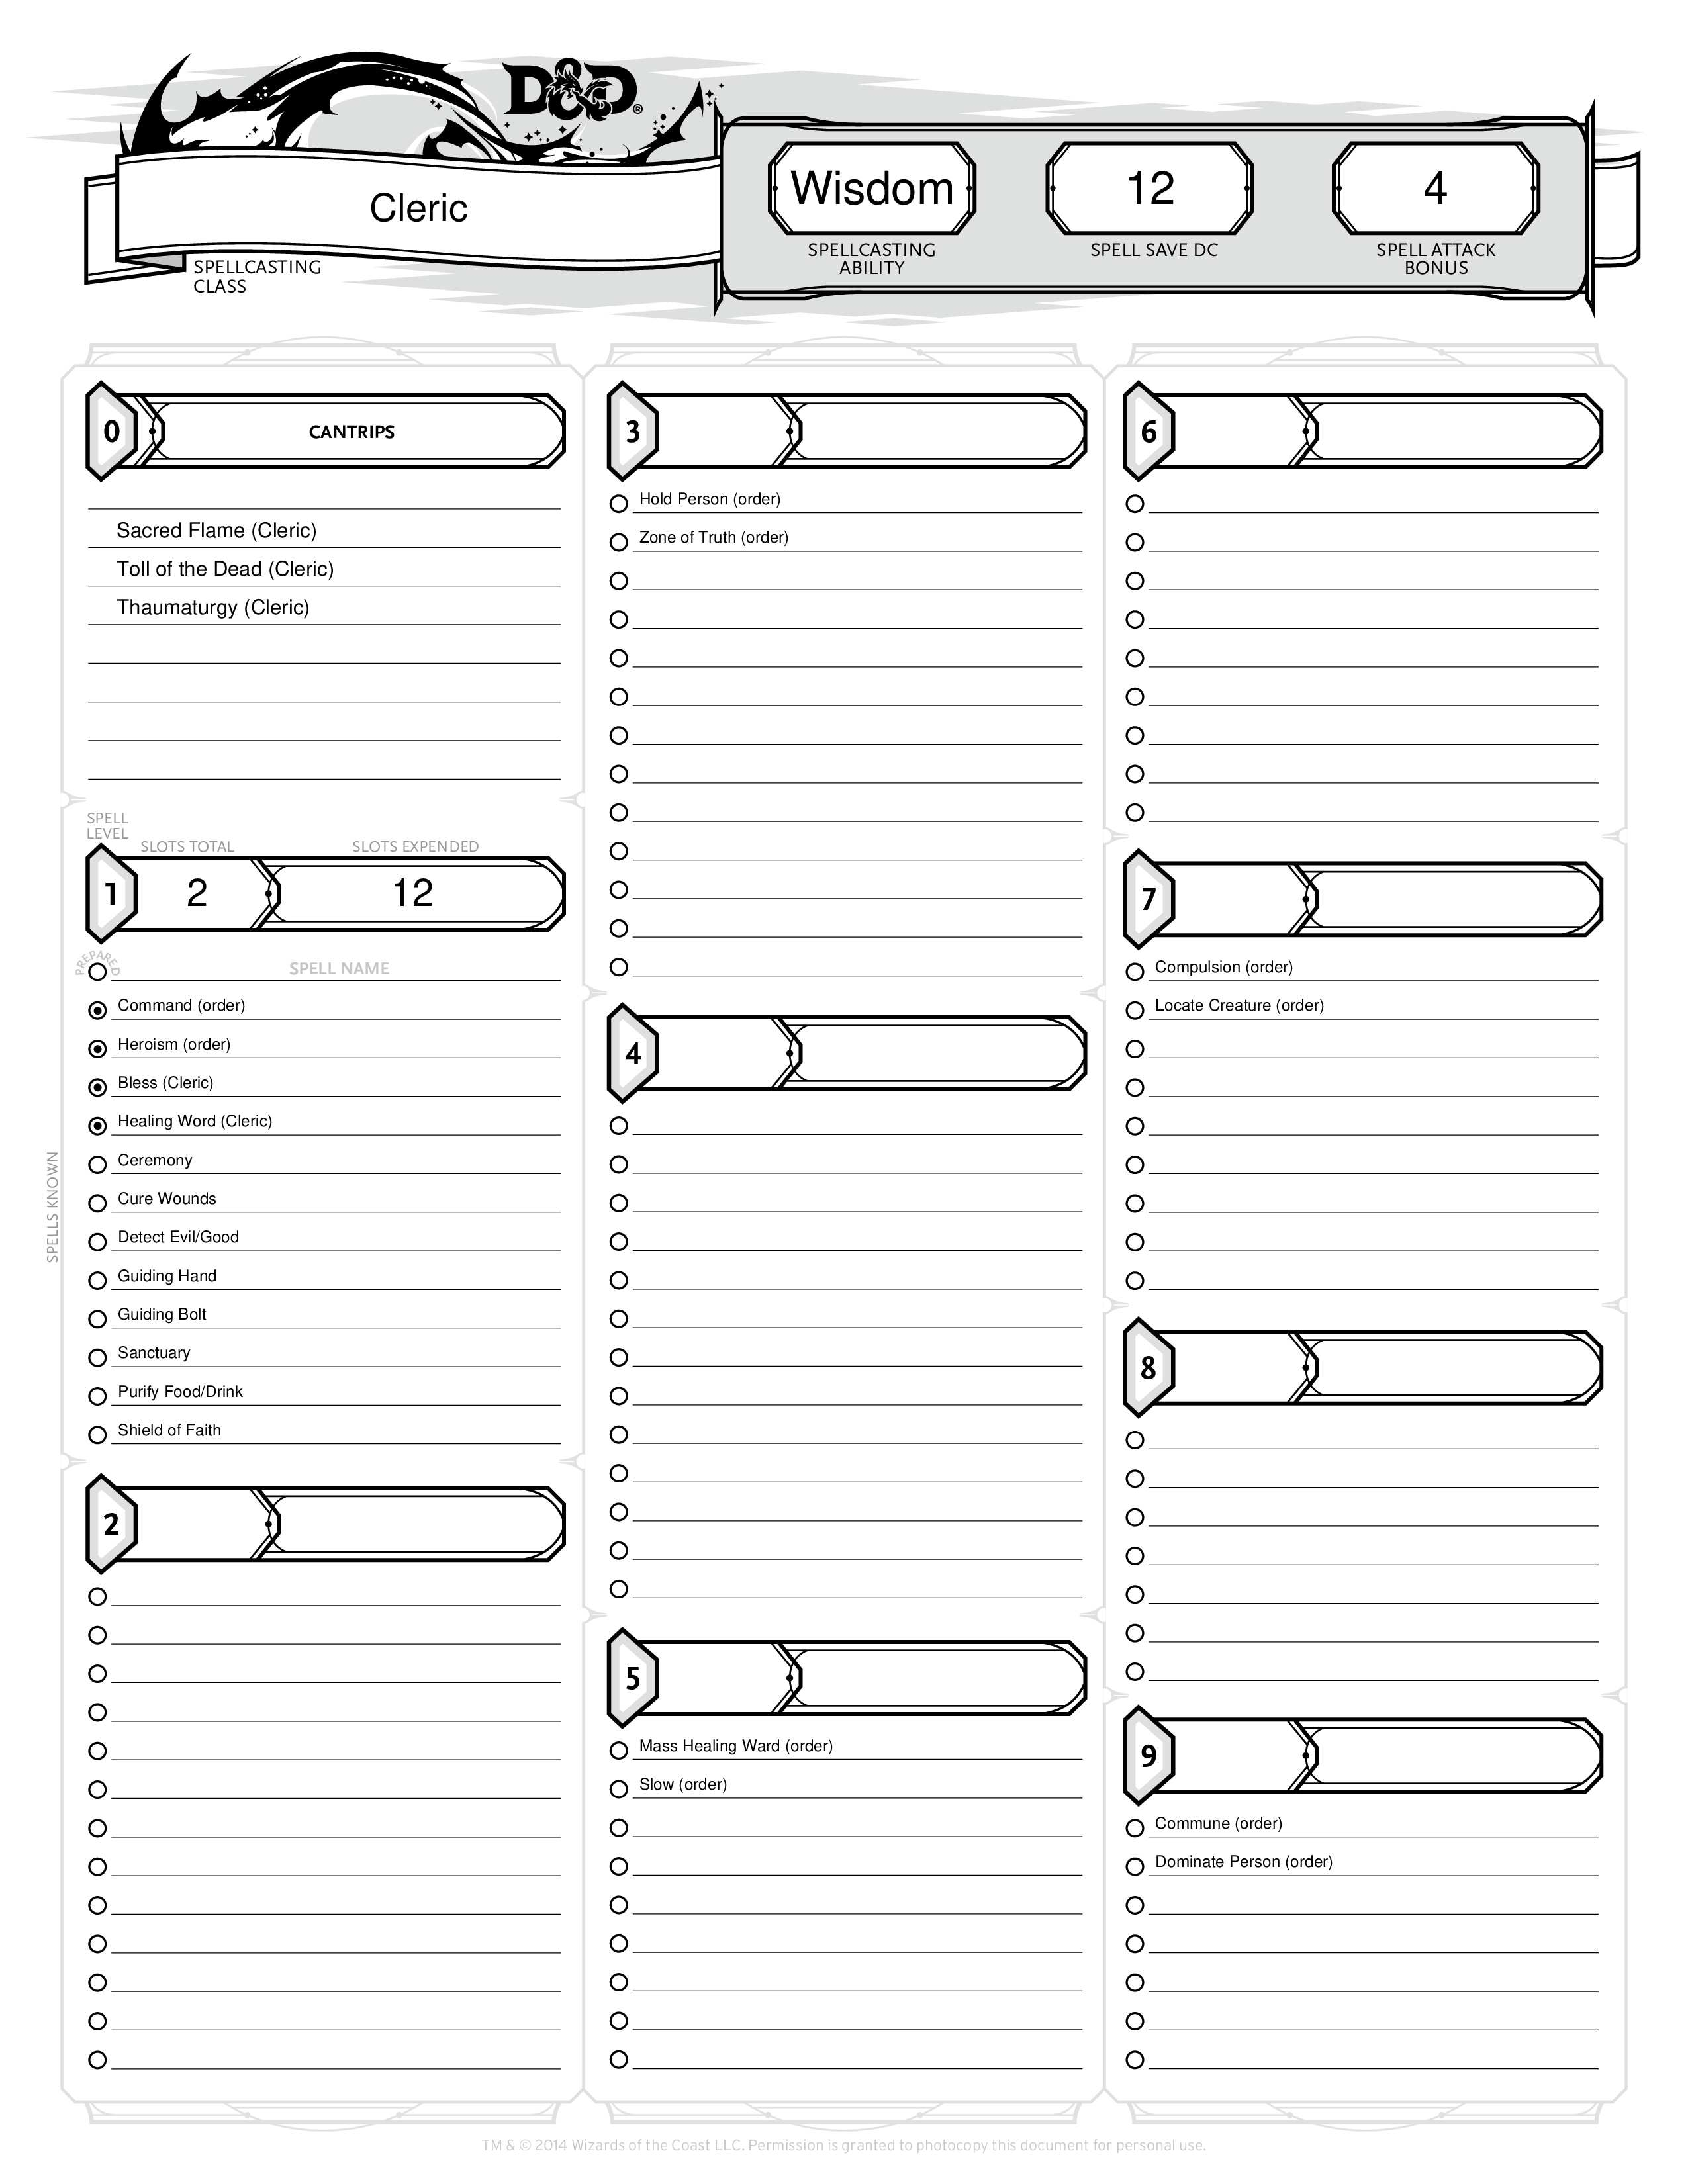 D&D®
Cleric
SPELLCASTING
CLASS
Wisdom
SPELLCASTING
ABILITY
12
SPELL SAVE DC
4
SPELL ATTACK
BONUS
0
CANTRIPS
Sacred Flame (Cleric)
Toll of the Dead (Cleric)
Thaumaturgy (Cleric)
SPELL
LEVEL
SLOTS TOTAL
SLOTS EXPENDED
1
2
12
PREPARED
SPELL NAME
Command (order)
Heroism (order)
Bless (Cleric)
Healing Word (Cleric)
Ceremony
Cure Wounds
Detect Evil/Good
Guiding Hand
Guiding Bolt
Sanctuary
Purify Food/Drink
Shield of Faith
SPELLS KNOWN
2
3
Hold Person (order)
Zone of Truth (order)
4
5
Mass Healing Ward (order)
Slow (order)
6
7
Compulsion (order)
Locate Creature (order)
8
9
Commune (order)
Dominate Person (order)
TM & © 2014 Wizards of the Coast LLC. Permission is granted to photocopy this document for personal use.